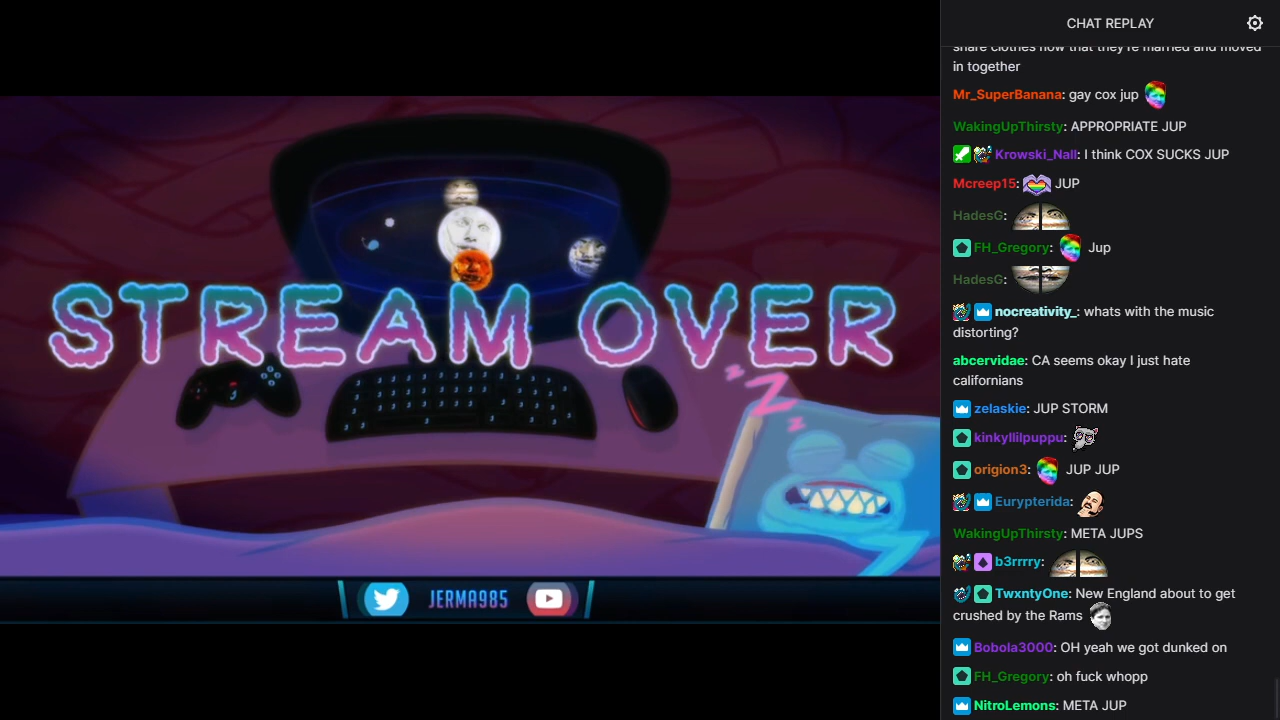 CHAT REPLAY
share clothes now that they're married and moved
in together
Mr_SuperBanana: gay cox jup
WakingUpThirsty: APPROPRIATE JUP
Krowski_Nall: I think COX SUCKS JUP
Mcreep15: JUP
HadesG:
FH_Gregory: Jup
HadesG:
nocreativity_: whats with the music
distorting?
abcervidae: CA seems okay I just hate
californians
zelaskie: JUP STORM
kinkyllilpuppu:
origion3: JUP JUP
Eurypterida:
WakingUpThirsty: META JUPS
b3rrrry:
TwxntyOne: New England about to get
crushed by the Rams
Bobola3000: OH yeah we got dunked on
FH_Gregory: oh fuck whopp
NitroLemons: META JUP
STREAM OVER
z
Z
z
JERMA985